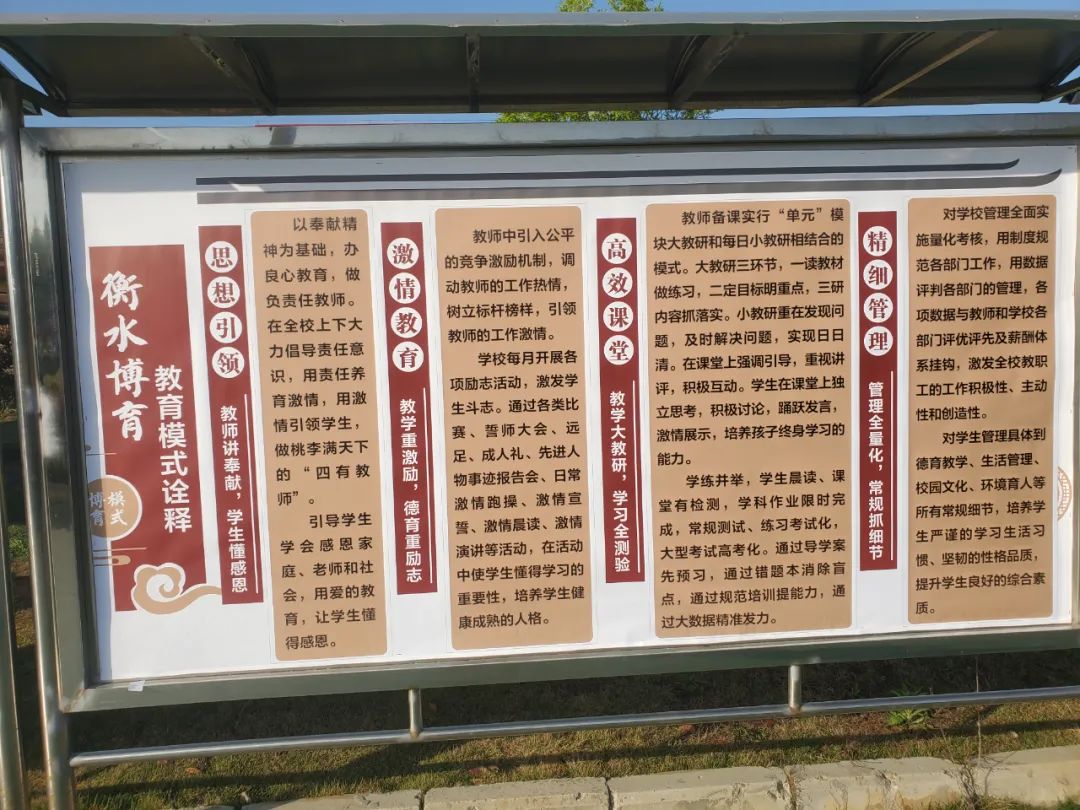 衡水博育
教育模式诠释
博育
模式
思想引领
教师讲奉献，学生懂感恩
以奉献精
神为基础，办
良心教育，做
负责任教师。
在全校上下大
力倡导责任意
识，用责任养
育激情，用激
情引领学生，
做桃李满天下
的“四有教
师”。
引导学生
学会感恩家
庭、老师和社
会，用爱的教
育，让学生懂
得感恩。
激情教育
教学重激励，德育重励志
教师中引入公平
的竞争激励机制，调
动教师的工作热情，
树立标杆榜样，引领
教师的工作激情。
学校每月开展各
项励志活动，激发学
生斗志。通过各类比
赛、誓师大会、远
足、成人礼、先进人
物事迹报告会、日常
激情跑操、激情宣
誓、激情晨读、激情
演讲等活动，在活动
中使学生懂得学习的
重要性，培养学生健
康成熟的人格。
高效课堂
教学大教研，学习全测验
教师备课实行“单元”模
块大教研和每日小教研相结合的
模式。大教研三环节，一读教材
做练习，二定目标明重点，三研
内容抓落实。小教研重在发现问
题，及时解决问题，实现日日
清。在课堂上强调引导，重视讲
评，积极互动。学生在课堂上独
立思考，积极讨论，踊跃发言，
激情展示，培养孩子终身学习的
能力。
学练并举，学生晨读、课
堂有检测，学科作业限时完
成，常规测试、练习考试化，
大型考试高考化。通过导学案
先预习，通过错题本消除盲
点，通过规范培训提能力，通
过大数据精准发力。
精细管理
管理全量化，常规抓细节
对学校管理全面实
施量化考核，用制度规
范各部门工作，用数据
评判各部门的管理，各
项数据与教师和学校各
部门评优评先及薪酬体
系挂钩，激发全校教职
工的工作积极性、主动
性和创造性。
对学生管理具体到
德育教学、生活管理、
校园文化、环境育人等
所有常规细节，培养学
生严谨的学习生活习
惯、坚韧的性格品质，
提升学生良好的综合素
质。